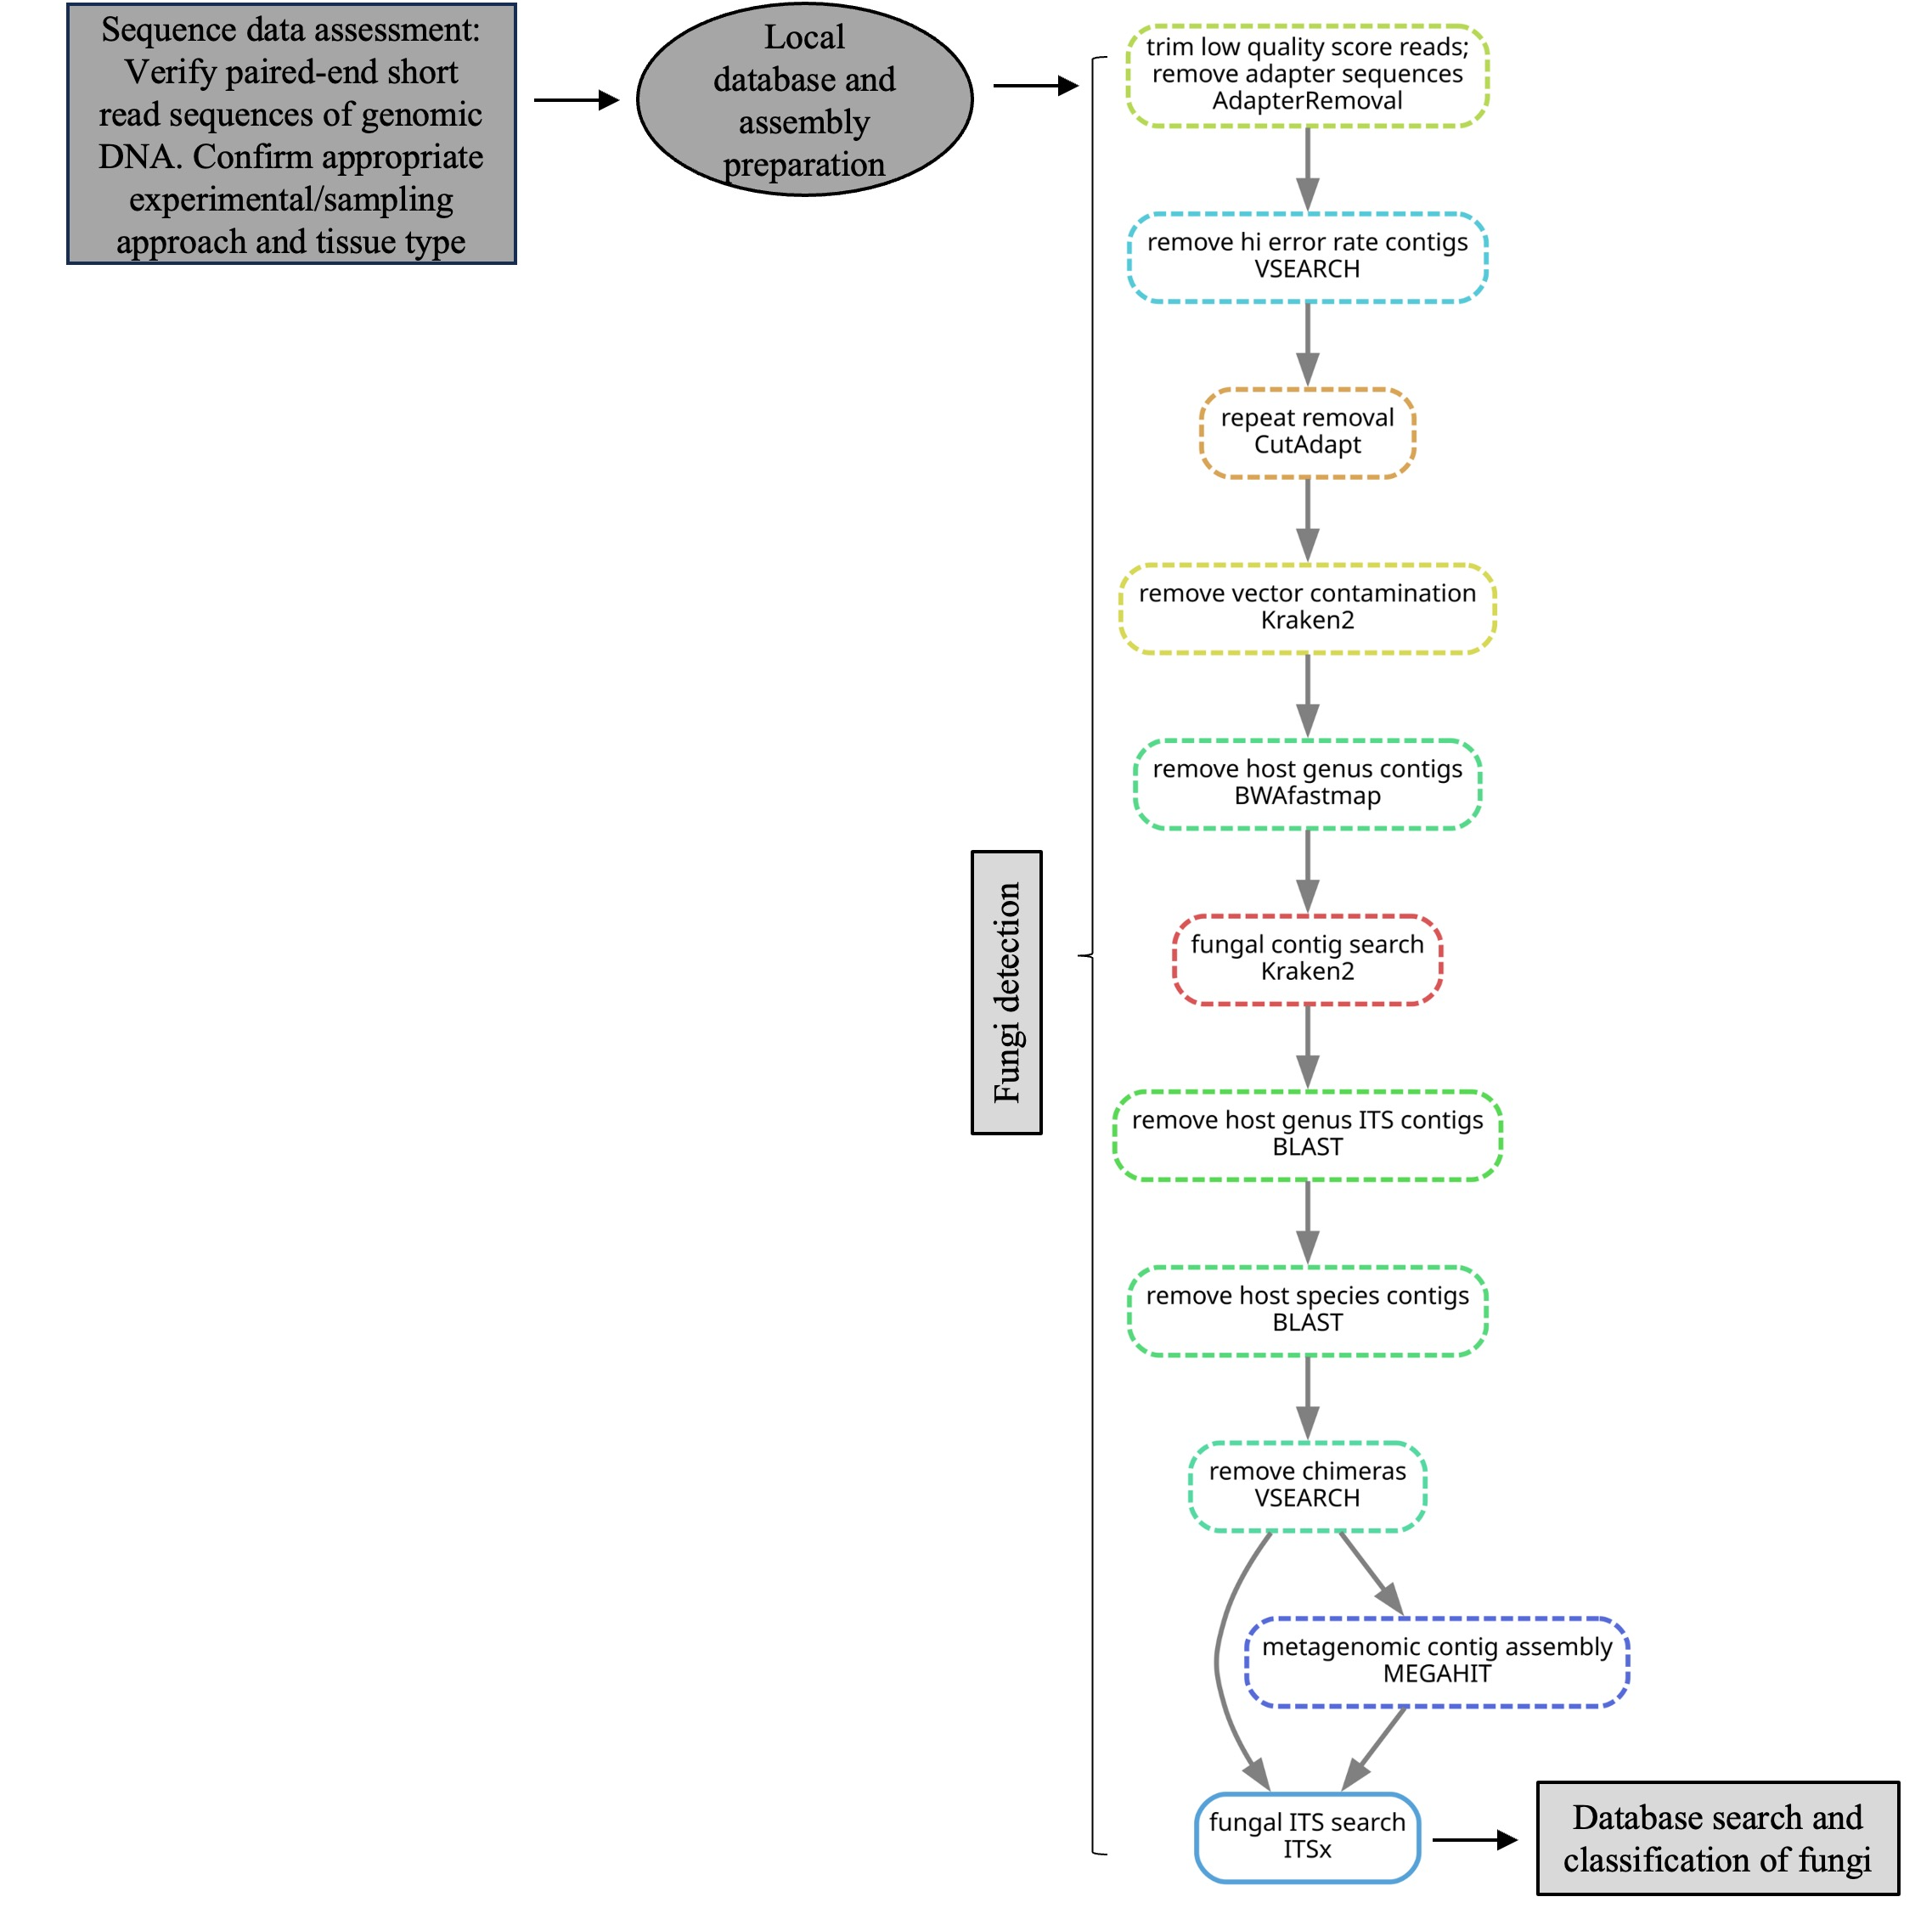 Sequence data assessment:
Verify paired-end short
read sequences of genomic
DNA. Confirm appropriate
experimental/sampling
approach and tissue type
Local
database and
assembly
preparation
trim low quality score reads;
remove adapter sequences
AdapterRemoval
remove hi error rate contigs
VSEARCH
repeat removal
CutAdapt
remove vector contamination
Kraken2
remove host genus contigs
BWAfastmap
Fungi detection
fungal contig search
Kraken2
remove host genus ITS contigs
BLAST
remove host species contigs
BLAST
remove chimeras
VSEARCH
metagenomic contig assembly
MEGAHIT
fungal ITS search
ITSx
Database search and
classification of fungi